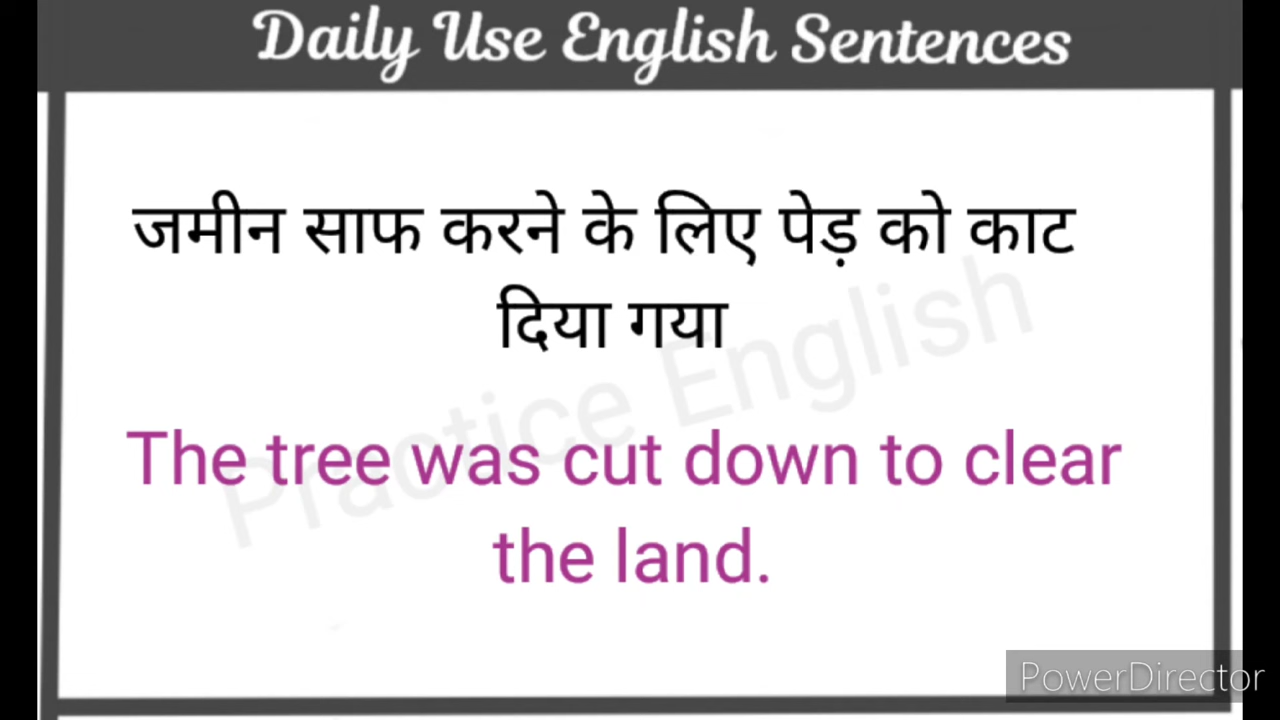 Daily Use English Sentences
जमीन साफ करने के लिए पेड़ को काट
दिया गया
Practice English
The tree was cut down to clear
the land.
PowerDirector